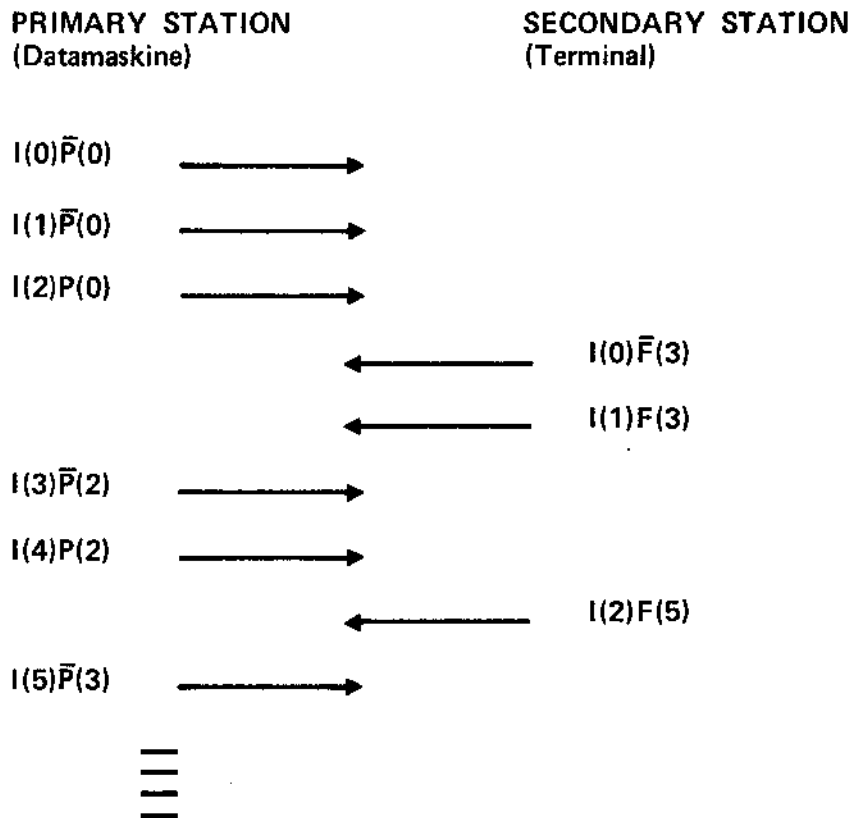 PRIMARY STATION SECONDARY STATION
(Datamaskine) (Terminal)
I(0)P̅(0)
I(1)P̅(0)
I(2)P(0)
I(0)F̅(3)
I(1)F(3)
I(3)P̅(2)
I(4)P(2)
I(2)F(5)
I(5)P̅(3)